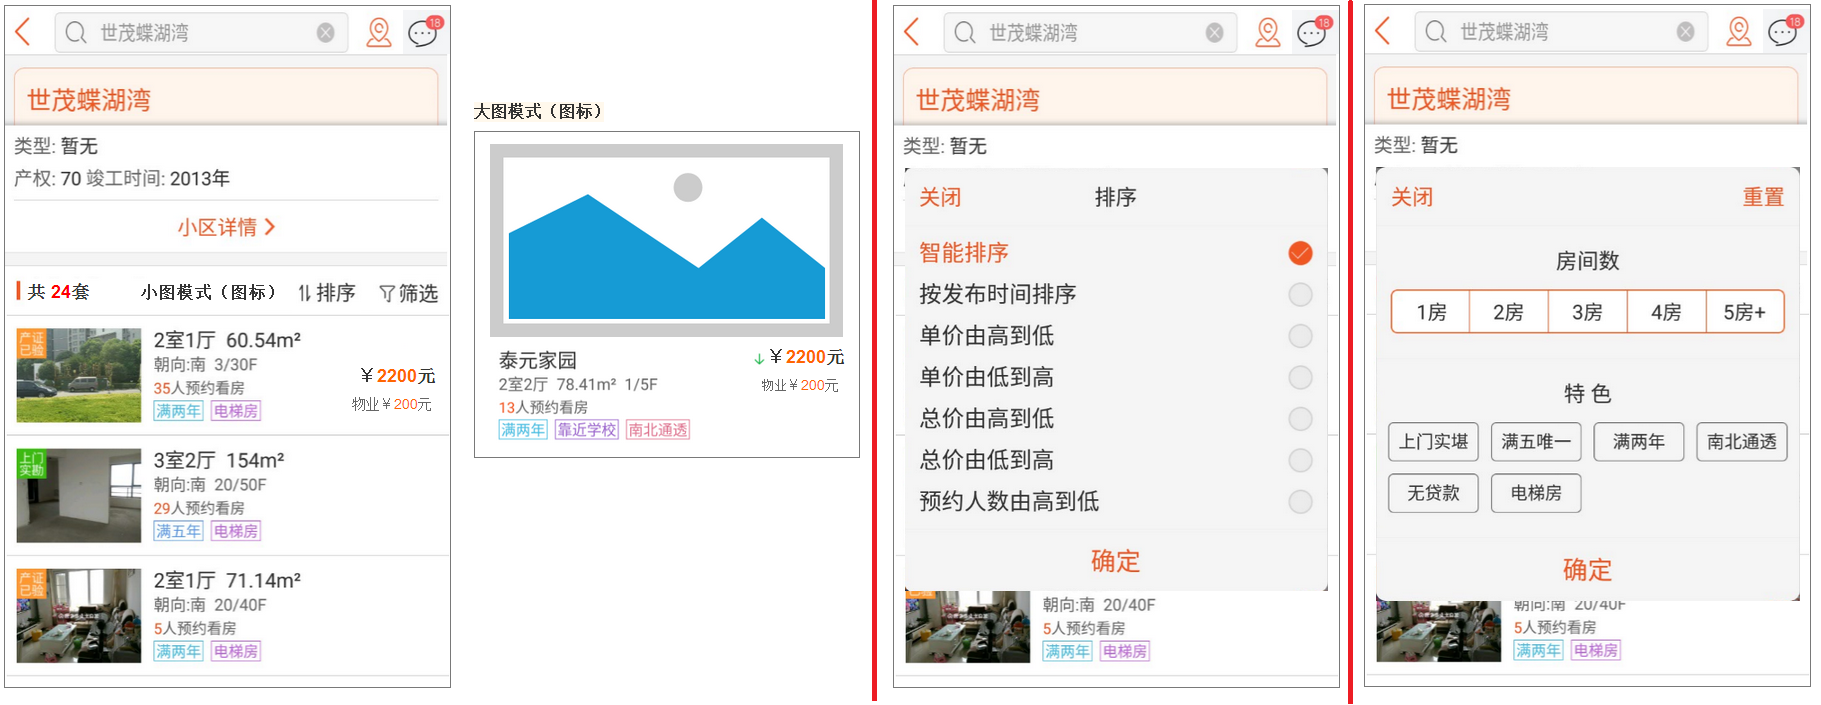 世茂蝶湖湾
18
世茂蝶湖湾
类型: 暂无
产权: 70 竣工时间: 2013年
小区详情
共 24套 小图模式（图标） 排序 筛选
产证
已验
2室1厅 60.54m²
朝向:南 3/30F
35人预约看房
满两年 电梯房
￥2200元
物业￥200元
上门
实勘
3室2厅 154m²
朝向:南 20/50F
29人预约看房
满五年 电梯房
产证
已验
2室1厅 71.14m²
朝向:南 20/40F
5人预约看房
满两年 电梯房
大图模式（图标）
泰元家园
2室2厅 78.41m² 1/5F
13人预约看房
满两年 靠近学校 南北通透
↓￥2200元
物业￥200元
世茂蝶湖湾
18
世茂蝶湖湾
类型: 暂无
关闭 排序
智能排序
按发布时间排序
单价由高到低
单价由低到高
总价由高到低
总价由低到高
预约人数由高到低
确定
朝向:南 20/40F
5人预约看房
满两年 电梯房
世茂蝶湖湾
18
世茂蝶湖湾
类型: 暂无
关闭 重置
房间数
1房 2房 3房 4房 5房+
特 色
上门实堪 满五唯一 满两年 南北通透
无贷款 电梯房
确定
朝向:南 20/40F
5人预约看房
满两年 电梯房